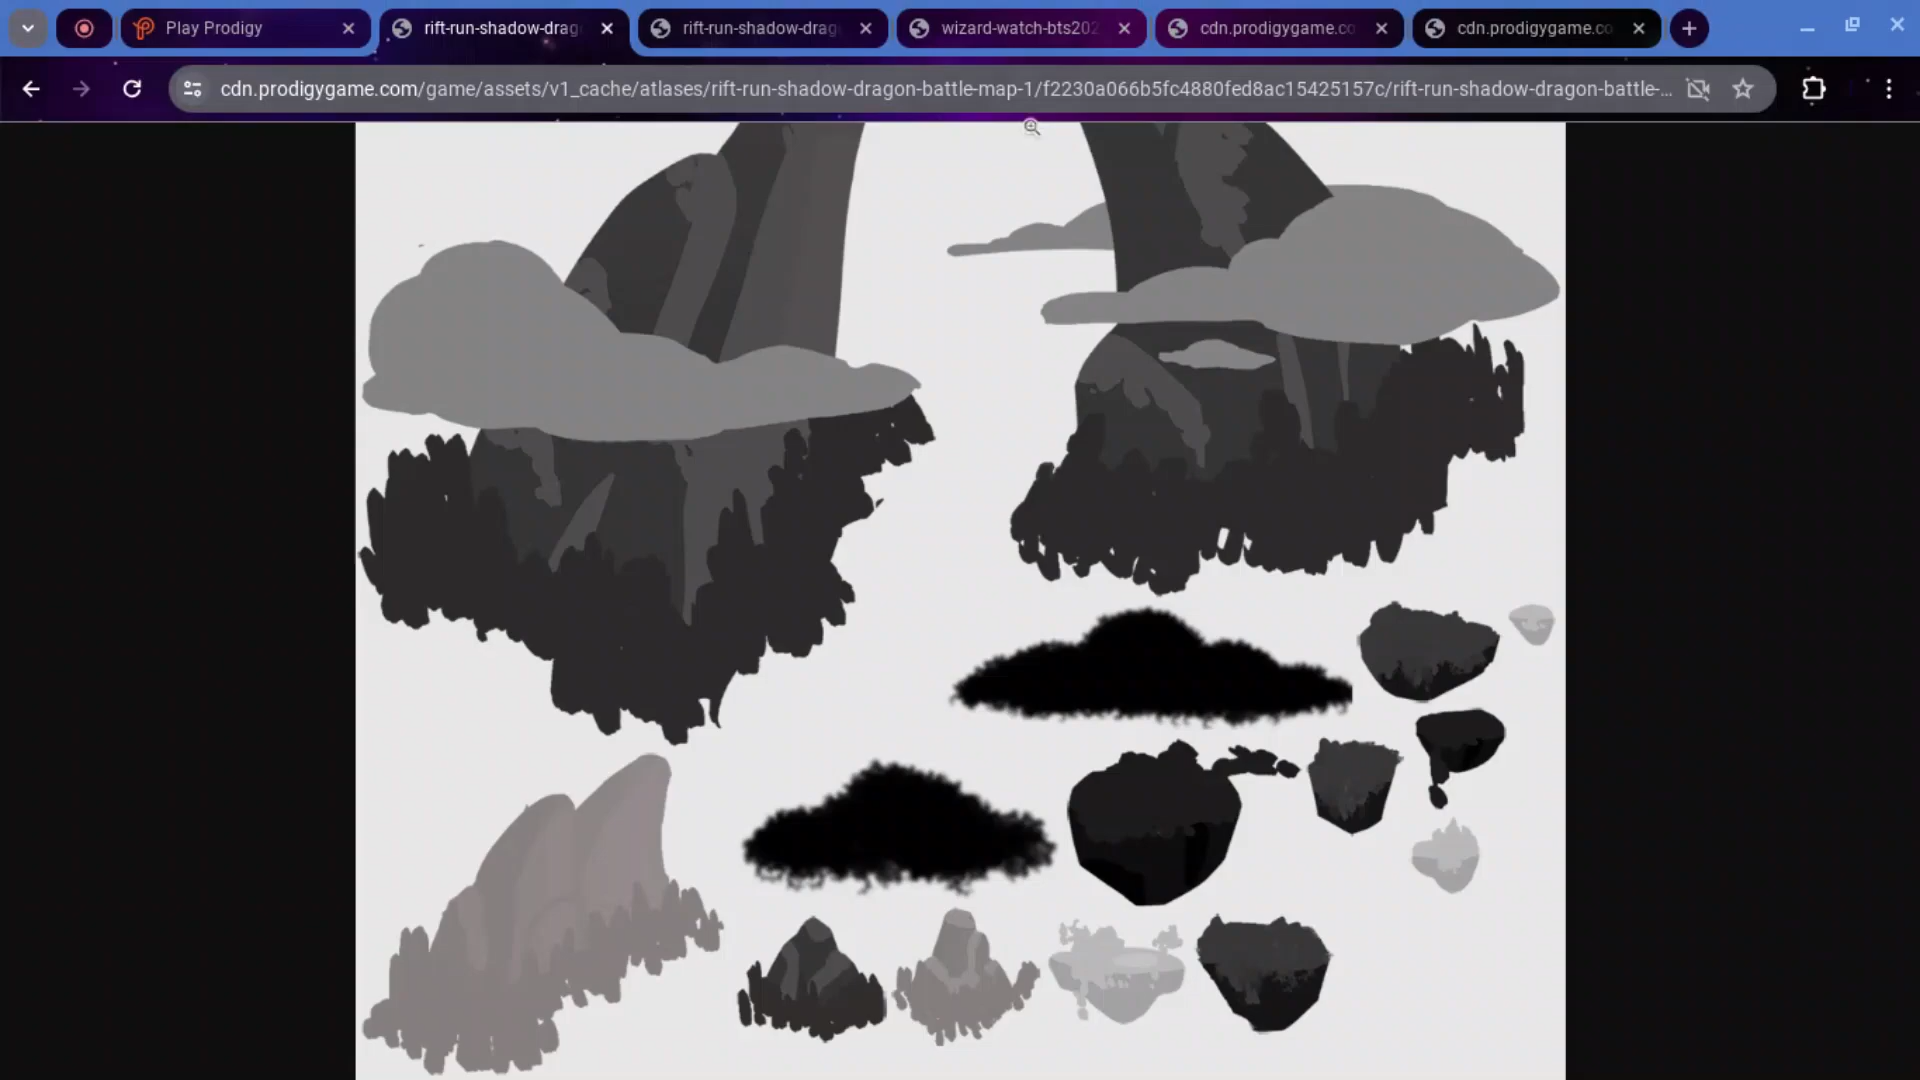 Play Prodigy
rift-run-shadow-drag
rift-run-shadow-drag
wizard-watch-bts202
cdn.prodigygame.co
cdn.prodigygame.co
cdn.prodigygame.com/game/assets/v1_cache/atlases/rift-run-shadow-dragon-battle-map-1/f2230a066b5fc4880fed8ac15425157c/rift-run-shadow-dragon-battle-...